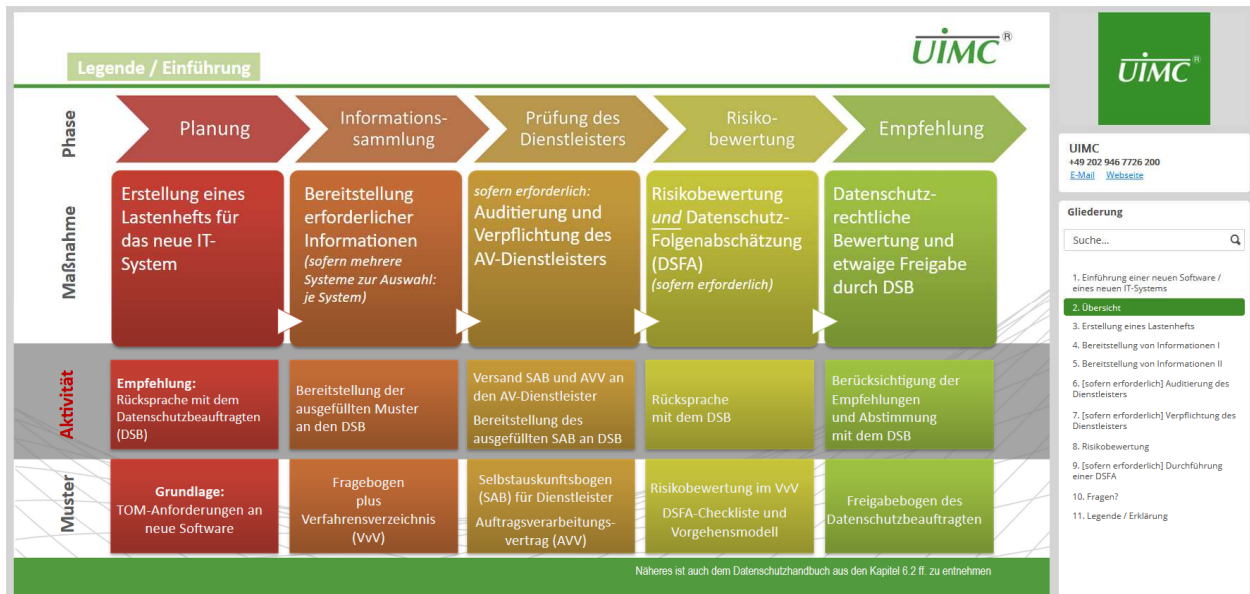 Legende / Einführung
UIMC®
Phase
Planung
Informations-
sammlung
Prüfung des
Dienstleisters
Risiko-
bewertung
Empfehlung
Maßnahme
Erstellung eines
Lastenhefts für
das neue IT-
System
Bereitstellung
erforderlicher
Informationen
(sofern mehrere
Systeme zur Auswahl:
je System)
sofern erforderlich:
Auditierung und
Verpflichtung des
AV-Dienstleisters
Risikobewertung
und Datenschutz-
Folgenabschätzung
(DSFA)
(sofern erforderlich)
Datenschutz-
rechtliche
Bewertung und
etwaige Freigabe
durch DSB
Aktivität
Empfehlung:
Rücksprache mit dem
Datenschutzbeauftragten
(DSB)
Bereitstellung der
ausgefüllten Muster
an den DSB
Versand SAB und AVV an
den AV-Dienstleister
Bereitstellung des
ausgefüllten SAB an DSB
Rücksprache
mit dem DSB
Berücksichtigung der
Empfehlungen
und Abstimmung
mit dem DSB
Muster
Grundlage:
TOM-Anforderungen an
neue Software
Fragebogen
plus
Verfahrensverzeichnis
(VvV)
Selbstauskunftsbogen
(SAB) für Dienstleister
Auftragsverarbeitungs-
vertrag (AVV)
Risikobewertung im VvV
DSFA-Checkliste und
Vorgehensmodell
Freigabebogen des
Datenschutzbeauftragten
Näheres ist auch dem Datenschutzhandbuch aus den Kapitel 6.2 ff. zu entnehmen
UIMC®
UIMC
+49 202 946 7726 200
E-Mail Webseite
Gliederung
Suche...
1. Einführung einer neuen Software /
eines neuen IT-Systems
2. Übersicht
3. Erstellung eines Lastenhefts
4. Bereitstellung von Informationen I
5. Bereitstellung von Informationen II
6. [sofern erforderlich] Auditierung des
Dienstleisters
7. [sofern erforderlich] Verpflichtung des
Dienstleisters
8. Risikobewertung
9. [sofern erforderlich] Durchführung
einer DSFA
10. Fragen?
11. Legende / Erklärung